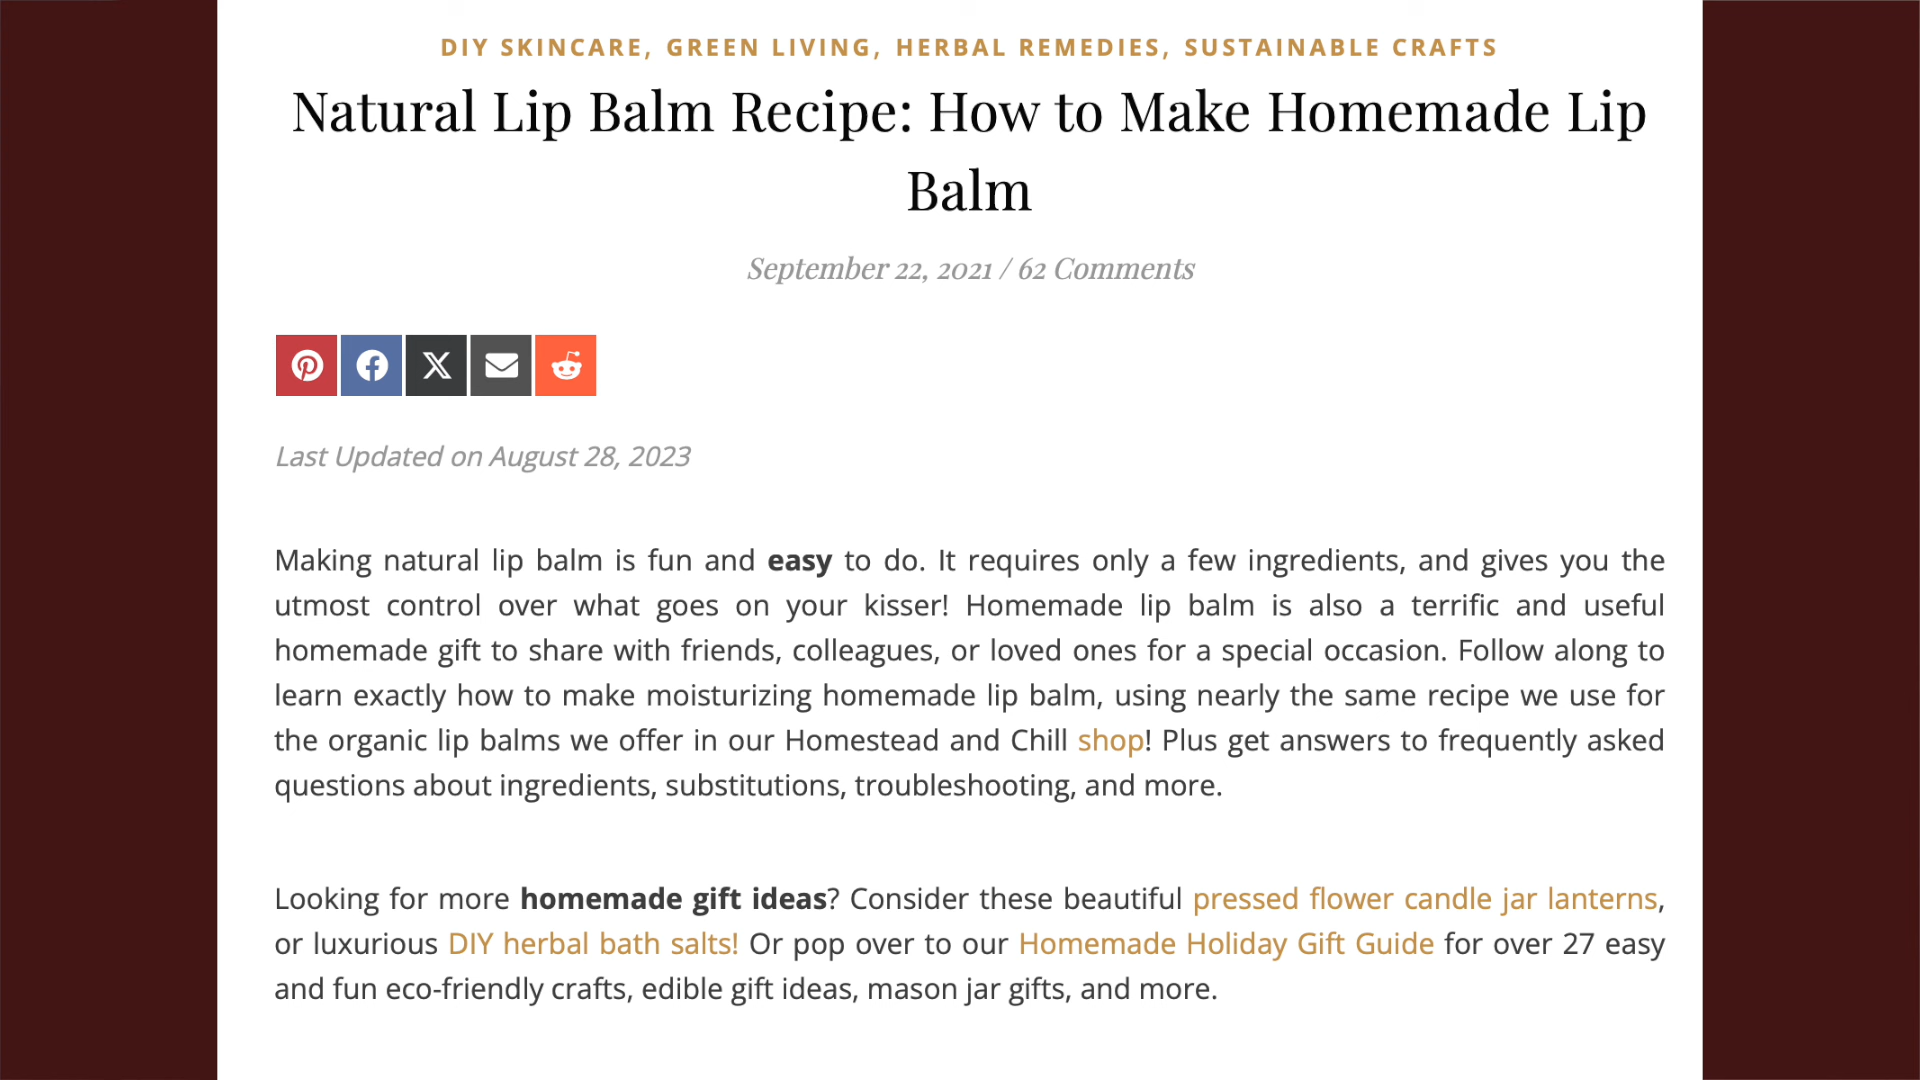 DIY SKINCARE, GREEN LIVING, HERBAL REMEDIES, SUSTAINABLE CRAFTS
Natural Lip Balm Recipe: How to Make Homemade Lip
Balm
September 22, 2021 / 62 Comments
Last Updated on August 28, 2023
Making natural lip balm is fun and easy to do. It requires only a few ingredients, and gives you the
utmost control over what goes on your kisser! Homemade lip balm is also a terrific and useful
homemade gift to share with friends, colleagues, or loved ones for a special occasion. Follow along to
learn exactly how to make moisturizing homemade lip balm, using nearly the same recipe we use for
the organic lip balms we offer in our Homestead and Chill shop! Plus get answers to frequently asked
questions about ingredients, substitutions, troubleshooting, and more.
Looking for more homemade gift ideas? Consider these beautiful pressed flower candle jar lanterns,
or luxurious DIY herbal bath salts! Or pop over to our Homemade Holiday Gift Guide for over 27 easy
and fun eco-friendly crafts, edible gift ideas, mason jar gifts, and more.